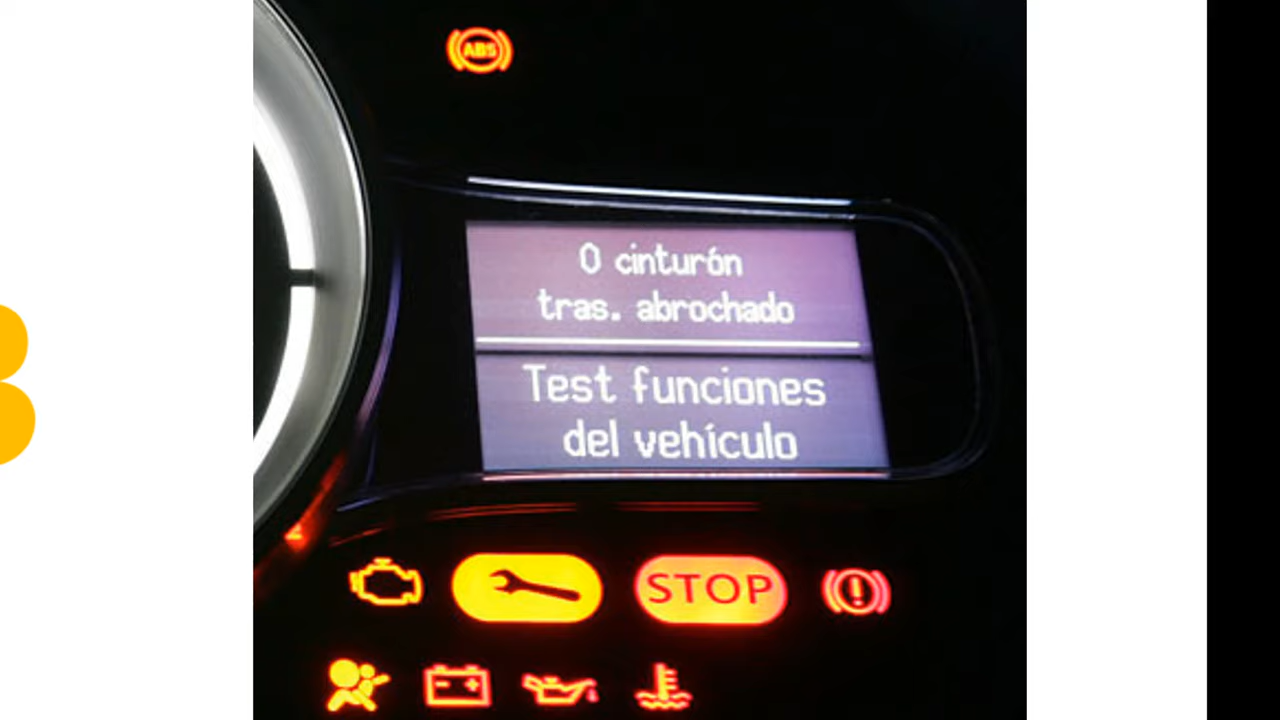 ABS
0 cinturón
tras. abrochado
Test funciones
del vehículo
STOP